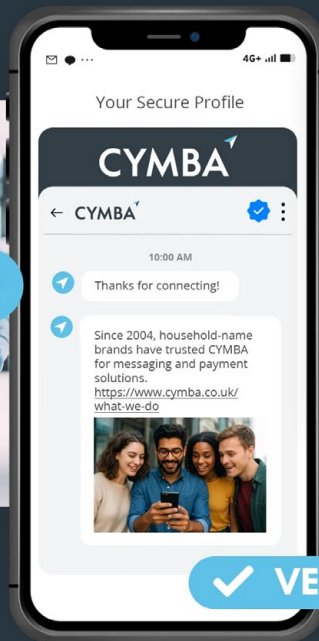 4G+
Your Secure Profile
CYMBA
← CYMBA
10:00 AM
Thanks for connecting!
Since 2004, household-name
brands have trusted CYMBA
for messaging and payment
solutions.
https://www.cymba.co.uk/
what-we-do
VE